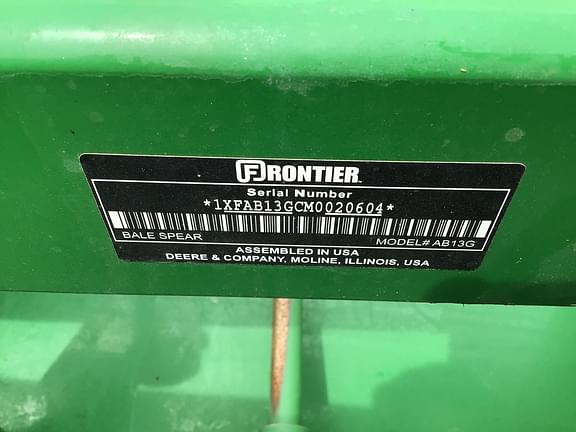 FRONTIER
Serial Number
*1XFAB13GCM0020604*
BALE SPEAR MODEL# AB13G
ASSEMBLED IN USA
DEERE & COMPANY, MOLINE, ILLINOIS, USA